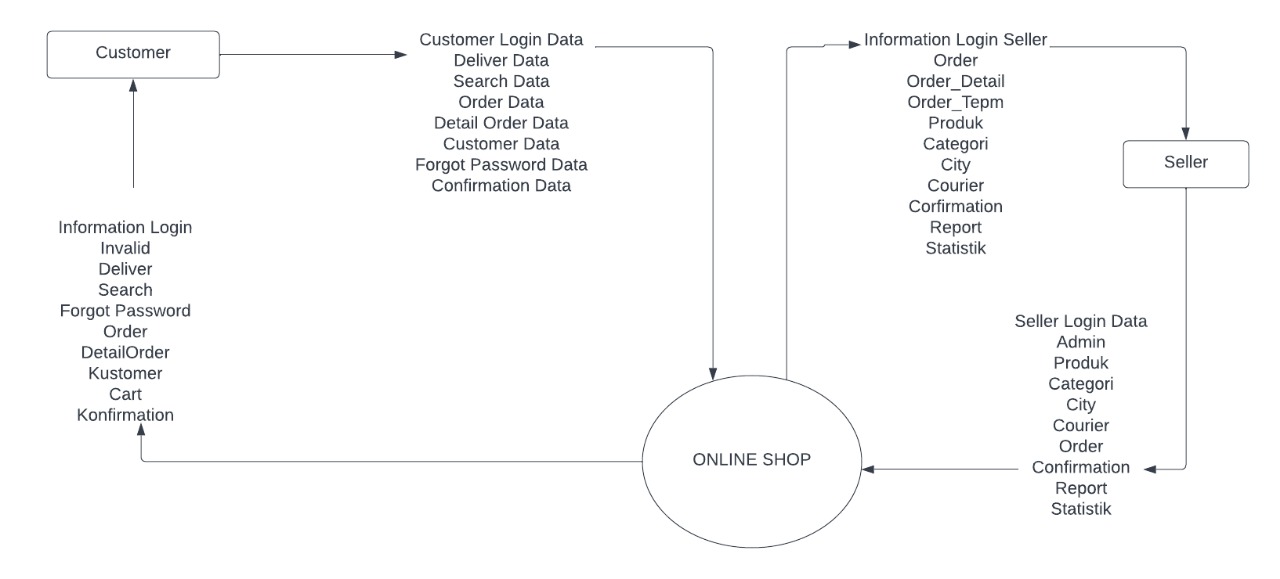 Customer
Customer Login Data
Deliver Data
Search Data
Order Data
Detail Order Data
Customer Data
Forgot Password Data
Confirmation Data
Information Login Seller
Order
Order_Detail
Order_Tepm
Produk
Categori
City
Courier
Corfirmation
Report
Statistik
Seller
Information Login
Invalid
Deliver
Search
Forgot Password
Order
DetailOrder
Kustomer
Cart
Konfirmation
ONLINE SHOP
Seller Login Data
Admin
Produk
Categori
City
Courier
Order
Confirmation
Report
Statistik